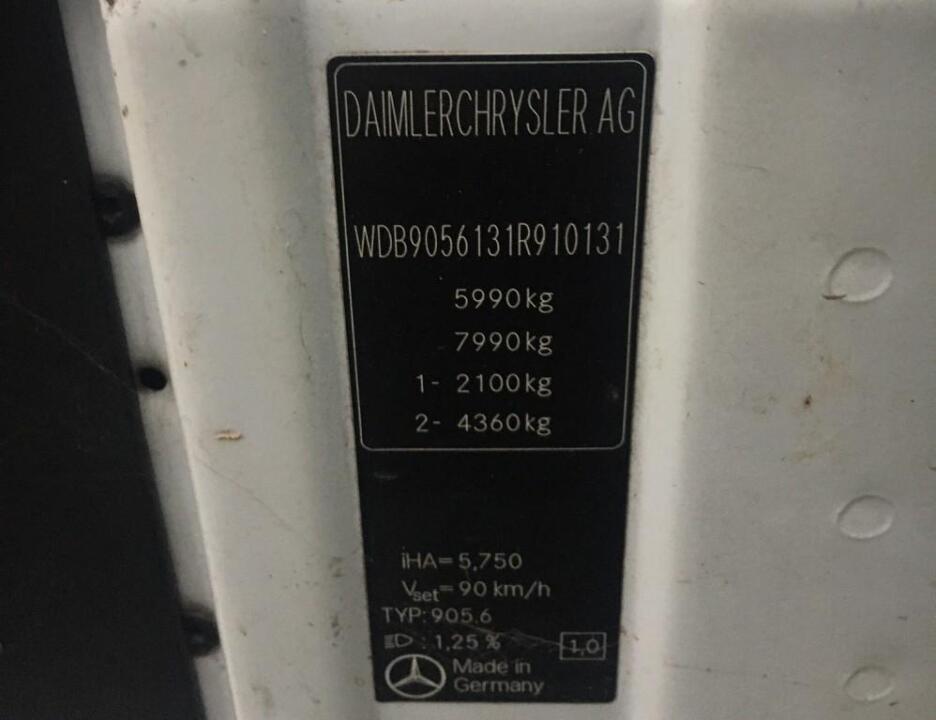 DAIMLERCHRYSLER AG
WDB9056131R910131
5990kg
7990kg
1- 2100kg
2- 4360kg
iHA=5,750
Vset=90 km/h
TYP:905.6
: 1,25 % 1,0
Made in
Germany